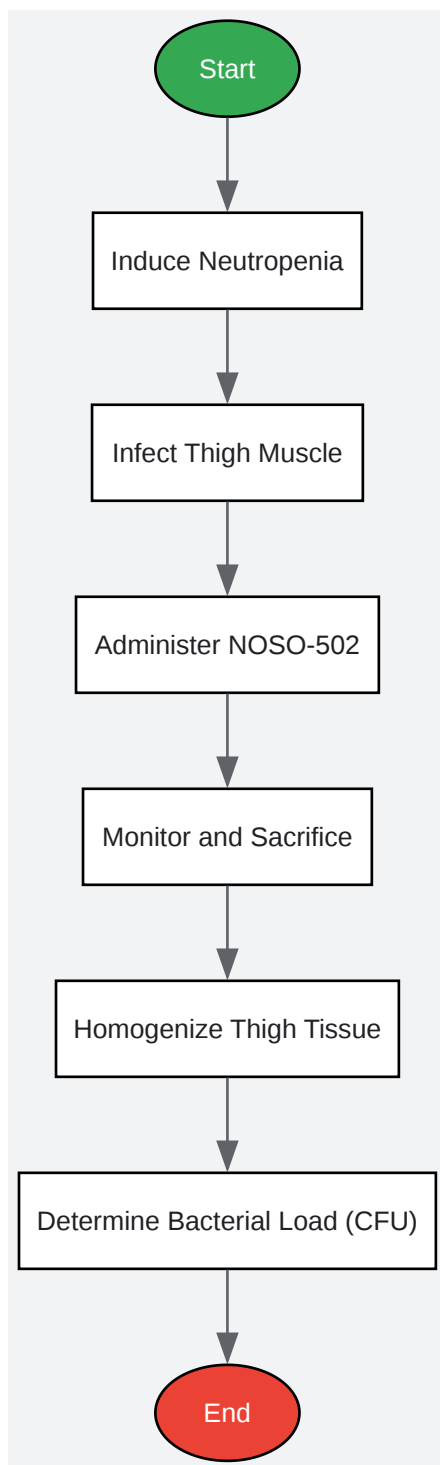 Start
Induce Neutropenia
Infect Thigh Muscle
Administer NOSO-502
Monitor and Sacrifice
Homogenize Thigh Tissue
Determine Bacterial Load (CFU)
End